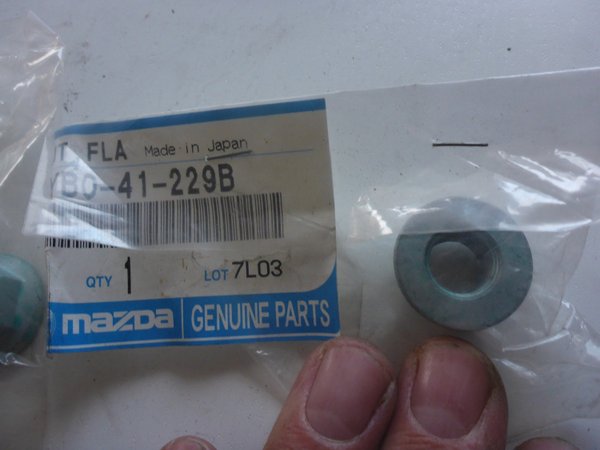 FLA Made in Japan
-41-229B
QTY 1 LOT 7L03
mazda GENUINE PARTS